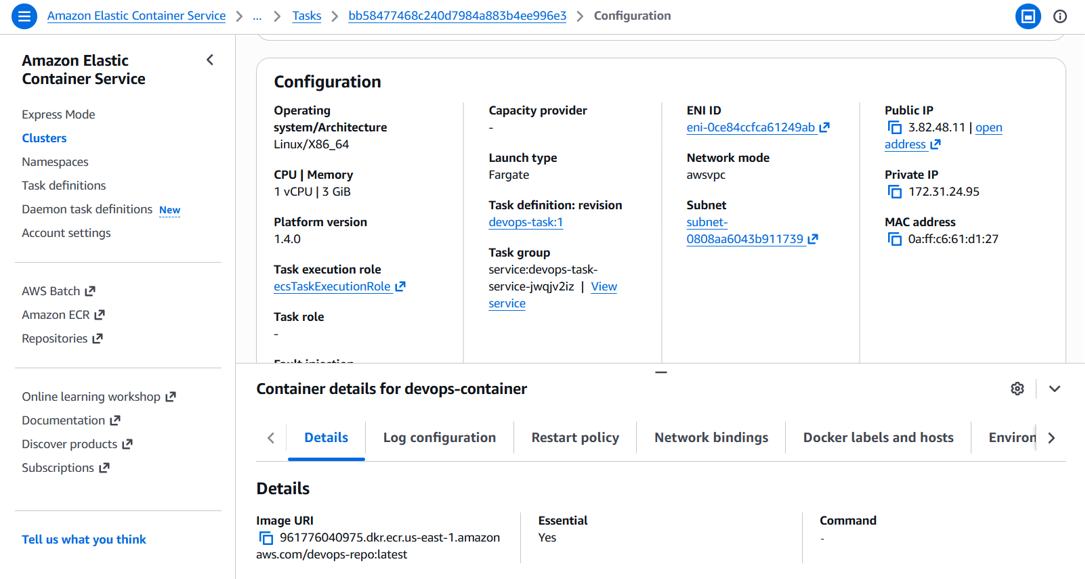 Amazon Elastic Container Service > ... > Tasks > bb58477468c240d7984a883b4ee996e3 > Configuration
Amazon Elastic
Container Service
Express Mode
Clusters
Namespaces
Task definitions
Daemon task definitions New
Account settings
AWS Batch
Amazon ECR
Repositories
Online learning workshop
Documentation
Discover products
Subscriptions
Tell us what you think
Configuration
Operating
system/Architecture
Linux/X86_64
CPU | Memory
1 vCPU | 3 GiB
Platform version
1.4.0
Task execution role
ecsTaskExecutionRole
Task role
-
Fault injection
Capacity provider
-
Launch type
Fargate
Task definition: revision
devops-task:1
Task group
service:devops-task-
service-jwqjv2iz | View
service
ENI ID
eni-0ce84ccfca61249ab
Network mode
awsvpc
Subnet
subnet-
0808aa6043b911739
Public IP
3.82.48.11 | open
address
Private IP
172.31.24.95
MAC address
0a:ff:c6:61:d1:27
Container details for devops-container
Details
Log configuration
Restart policy
Network bindings
Docker labels and hosts
Environ
Details
Image URI
961776040975.dkr.ecr.us-east-1.amazon
aws.com/devops-repo:latest
Essential
Yes
Command
-